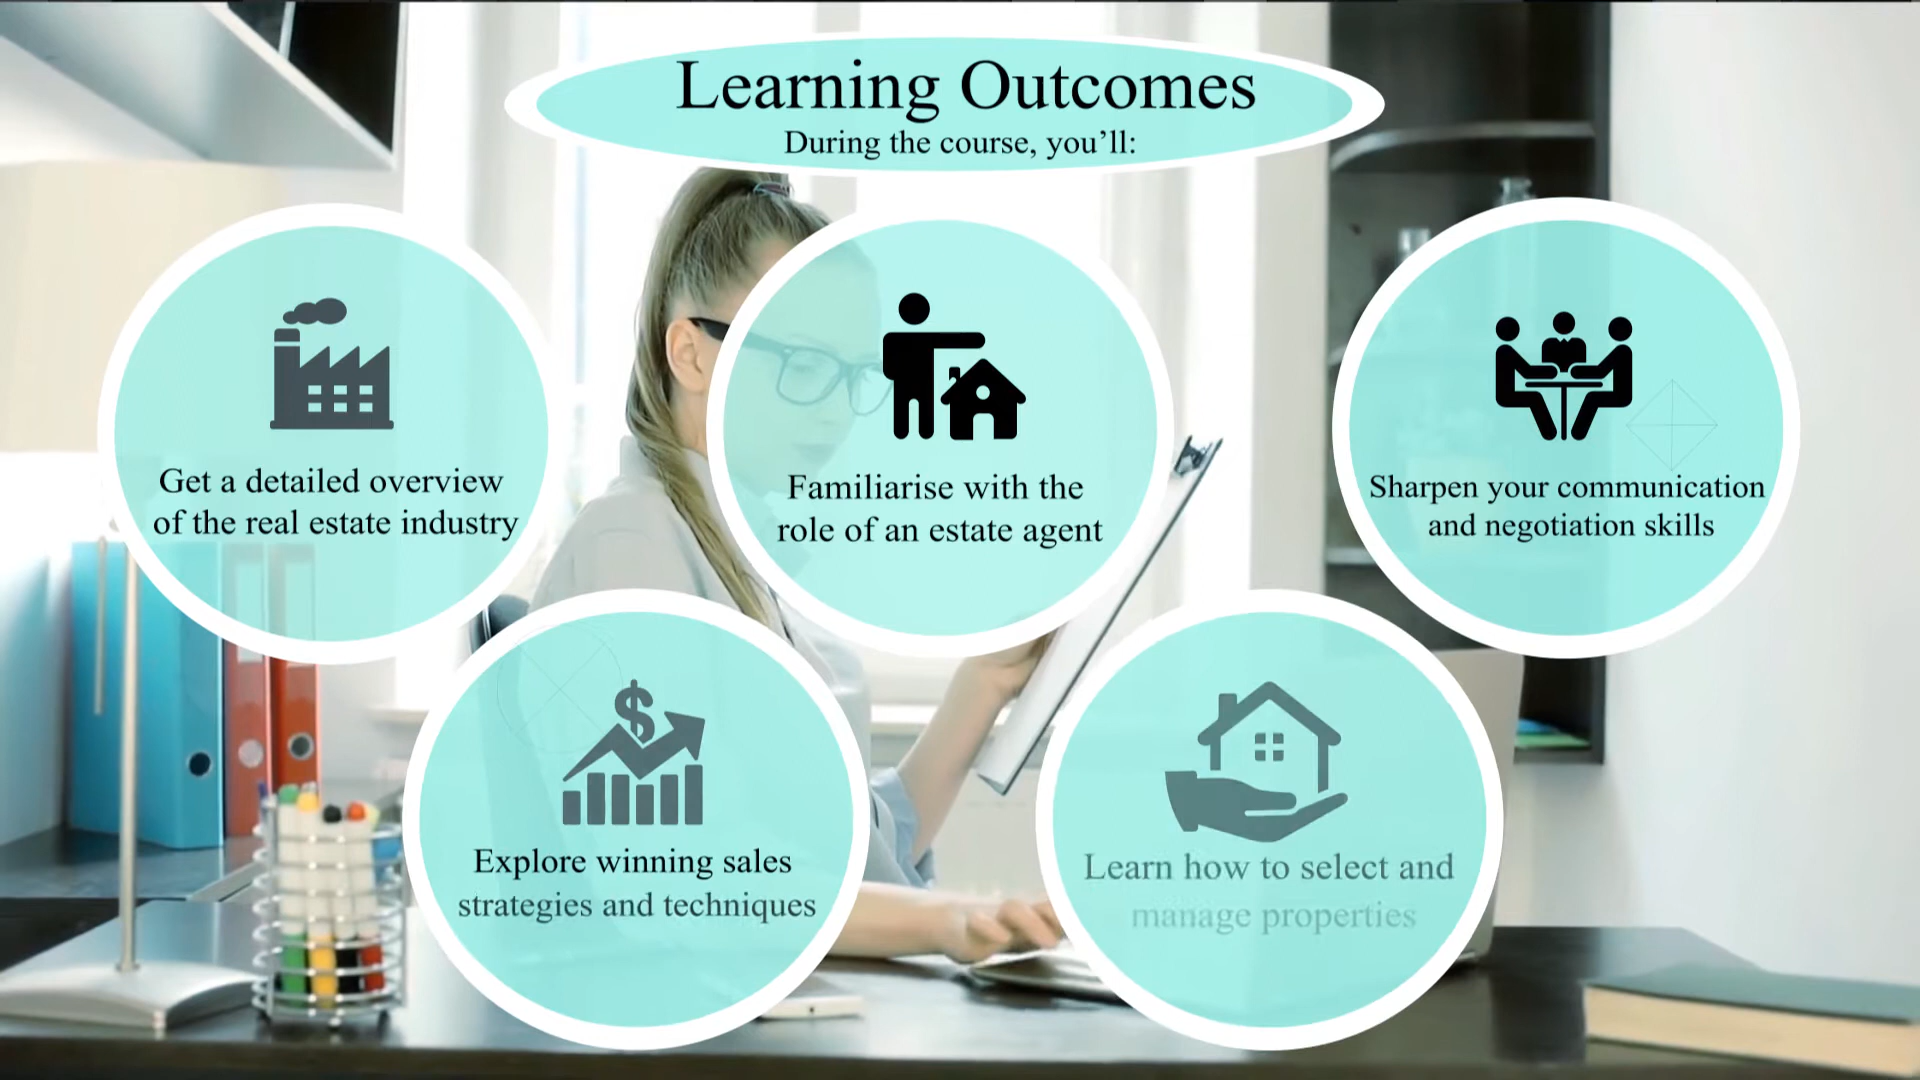 Learning Outcomes
During the course, you’ll:
Get a detailed overview
of the real estate industry
Familiarise with the
role of an estate agent
Sharpen your communication
and negotiation skills
Explore winning sales
strategies and techniques
Learn how to select and
manage properties